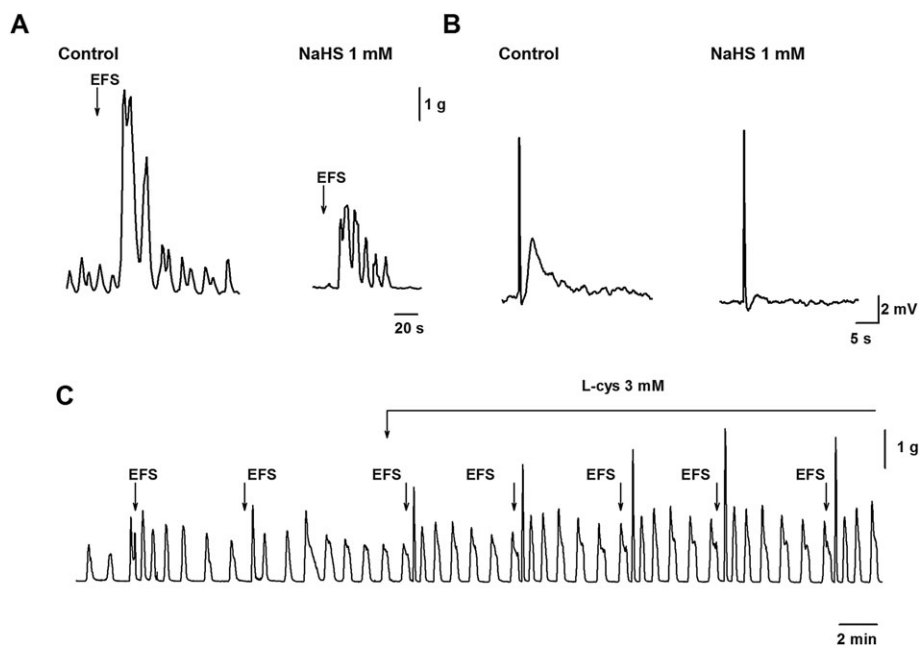 A
Control
NaHS 1 mM
EFS
1 g
EFS
20 s
B
Control
NaHS 1 mM
2 mV
5 s
C
L-cys 3 mM
1 g
EFS
EFS
EFS
EFS
EFS
EFS
EFS
2 min